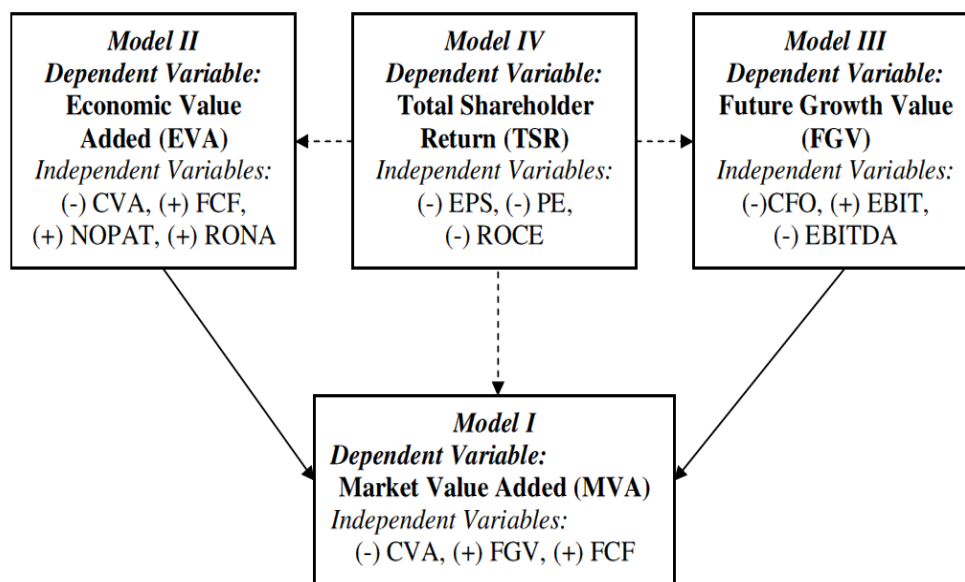 Model II
Dependent Variable:
Economic Value
Added (EVA)
Independent Variables:
(-) CVA, (+) FCF,
(+) NOPAT, (+) RONA
Model IV
Dependent Variable:
Total Shareholder
Return (TSR)
Independent Variables:
(-) EPS, (-) PE,
(-) ROCE
Model III
Dependent Variable:
Future Growth Value
(FGV)
Independent Variables:
(-)CFO, (+) EBIT,
(-) EBITDA
Model I
Dependent Variable:
Market Value Added (MVA)
Independent Variables:
(-) CVA, (+) FGV, (+) FCF